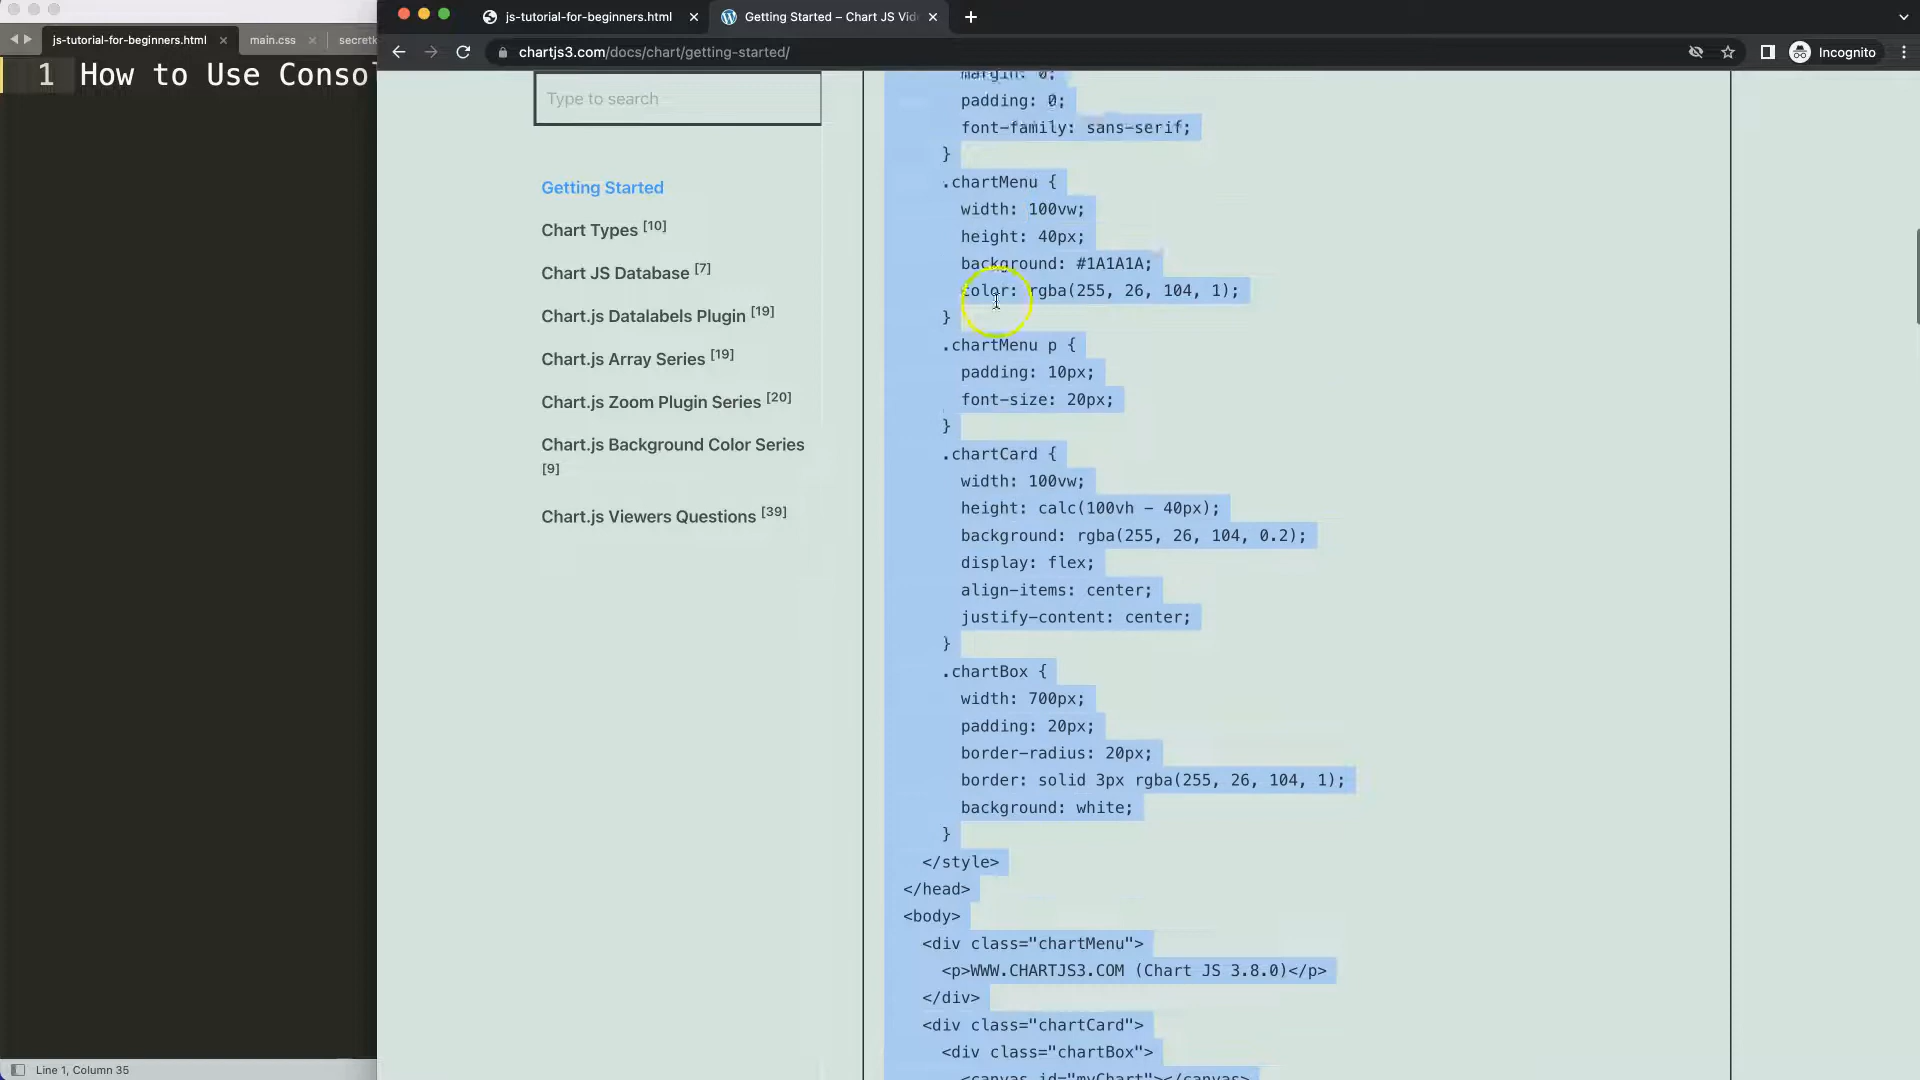 js-tutorial-for-beginners.html
main.css
secretk
1 How to Use Consol
Line 1, Column 35
js-tutorial-for-beginners.html
Getting Started – Chart JS Vid
chartjs3.com/docs/chart/getting-started/
Incognito
Type to search
Getting Started
Chart Types [10]
Chart JS Database [7]
Chart.js Datalabels Plugin [19]
Chart.js Array Series [19]
Chart.js Zoom Plugin Series [20]
Chart.js Background Color Series
[9]
Chart.js Viewers Questions [39]
margin: 0;
padding: 0;
font-family: sans-serif;
}
.chartMenu {
width: 100vw;
height: 40px;
background: #1A1A1A;
color: rgba(255, 26, 104, 1);
}
.chartMenu p {
padding: 10px;
font-size: 20px;
}
.chartCard {
width: 100vw;
height: calc(100vh - 40px);
background: rgba(255, 26, 104, 0.2);
display: flex;
align-items: center;
justify-content: center;
}
.chartBox {
width: 700px;
padding: 20px;
border-radius: 20px;
border: solid 3px rgba(255, 26, 104, 1);
background: white;
}
</style>
</head>
<body>
<div class="chartMenu">
<p>WWW.CHARTJS3.COM (Chart JS 3.8.0)</p>
</div>
<div class="chartCard">
<div class="chartBox">
<canvas id="myChart"></canvas>